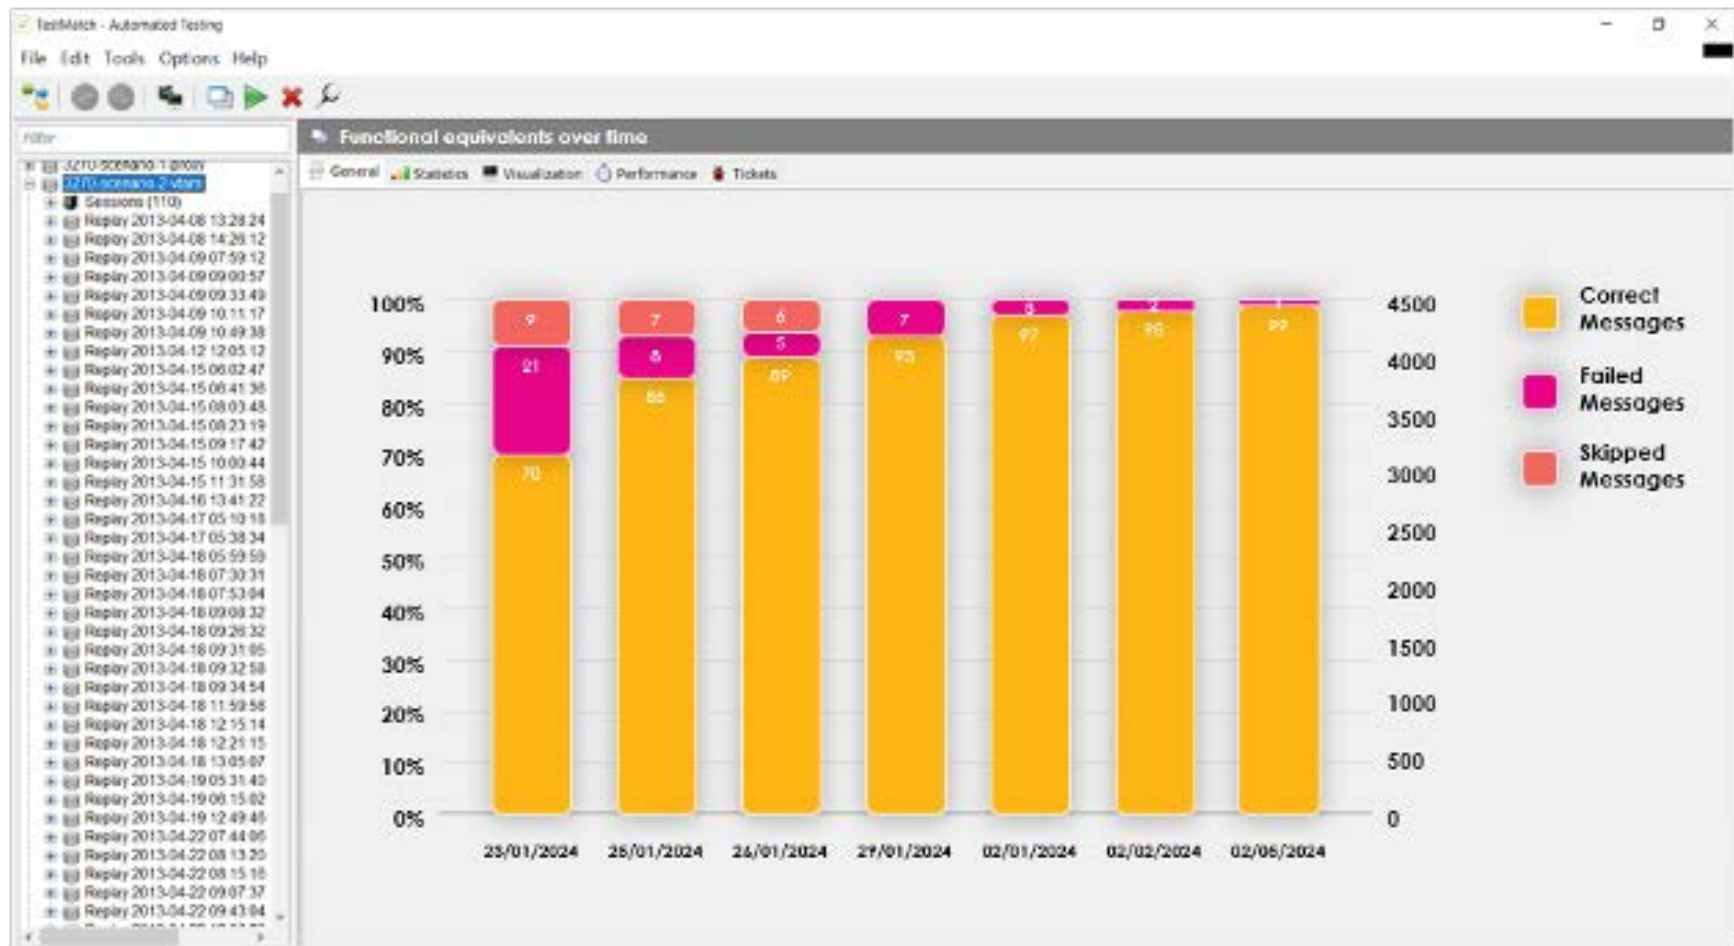 TestMatch - Automated Testing
File Edit Tools Options Help
Filter
3270-scenario-1-proxy
3270-scenario-2-vtam
Sessions (110)
Replay 2013-04-08 13:28:24
Replay 2013-04-08 14:26:12
Replay 2013-04-09 07:59:12
Replay 2013-04-09 09:00:57
Replay 2013-04-09 09:33:49
Replay 2013-04-09 10:11:17
Replay 2013-04-09 10:49:38
Replay 2013-04-12 12:05:12
Replay 2013-04-15 06:02:47
Replay 2013-04-15 06:41:36
Replay 2013-04-15 08:03:48
Replay 2013-04-15 08:23:19
Replay 2013-04-15 09:17:42
Replay 2013-04-15 10:00:44
Replay 2013-04-15 11:31:58
Replay 2013-04-16 13:41:22
Replay 2013-04-17 05:10:18
Replay 2013-04-17 05:38:34
Replay 2013-04-18 05:59:59
Replay 2013-04-18 07:30:31
Replay 2013-04-18 07:53:04
Replay 2013-04-18 09:08:32
Replay 2013-04-18 09:26:32
Replay 2013-04-18 09:31:05
Replay 2013-04-18 09:32:58
Replay 2013-04-18 09:34:54
Replay 2013-04-18 11:59:58
Replay 2013-04-18 12:15:14
Replay 2013-04-18 12:21:15
Replay 2013-04-18 13:05:07
Replay 2013-04-19 05:31:40
Replay 2013-04-19 06:15:02
Replay 2013-04-19 12:49:46
Replay 2013-04-22 07:44:06
Replay 2013-04-22 08:13:20
Replay 2013-04-22 08:15:16
Replay 2013-04-22 09:07:37
Replay 2013-04-22 09:43:04
Functional equivalents over time
General Statistics Visualization Performance Tickets
100% 4500
90% 4000
80% 3500
70% 3000
60% 2500
50% 2000
40% 1500
30% 1000
20% 500
10% 0
0%
9 7 6 7 3 2 1
21 8 5 93 97 98 99
70 86 89
23/01/2024 25/01/2024 26/01/2024 29/01/2024 02/01/2024 02/02/2024 02/05/2024
Correct
Messages
Failed
Messages
Skipped
Messages